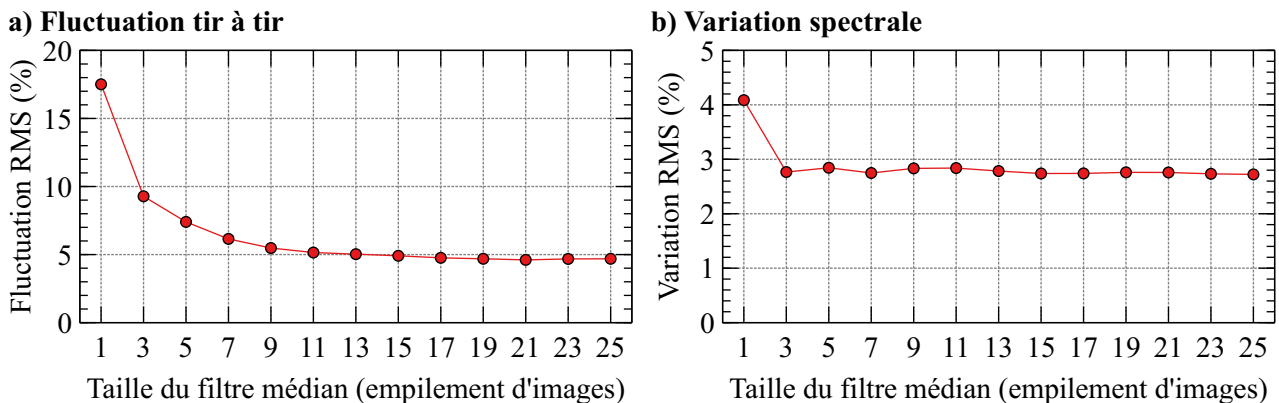 a) Fluctuation tir à tir
Fluctuation RMS (%)
20
15
10
5
0
1 3 5 7 9 11 13 15 17 19 21 23 25
Taille du filtre médian (empilement d'images)
b) Variation spectrale
Variation RMS (%)
5
4
3
2
1
0
1 3 5 7 9 11 13 15 17 19 21 23 25
Taille du filtre médian (empilement d'images)